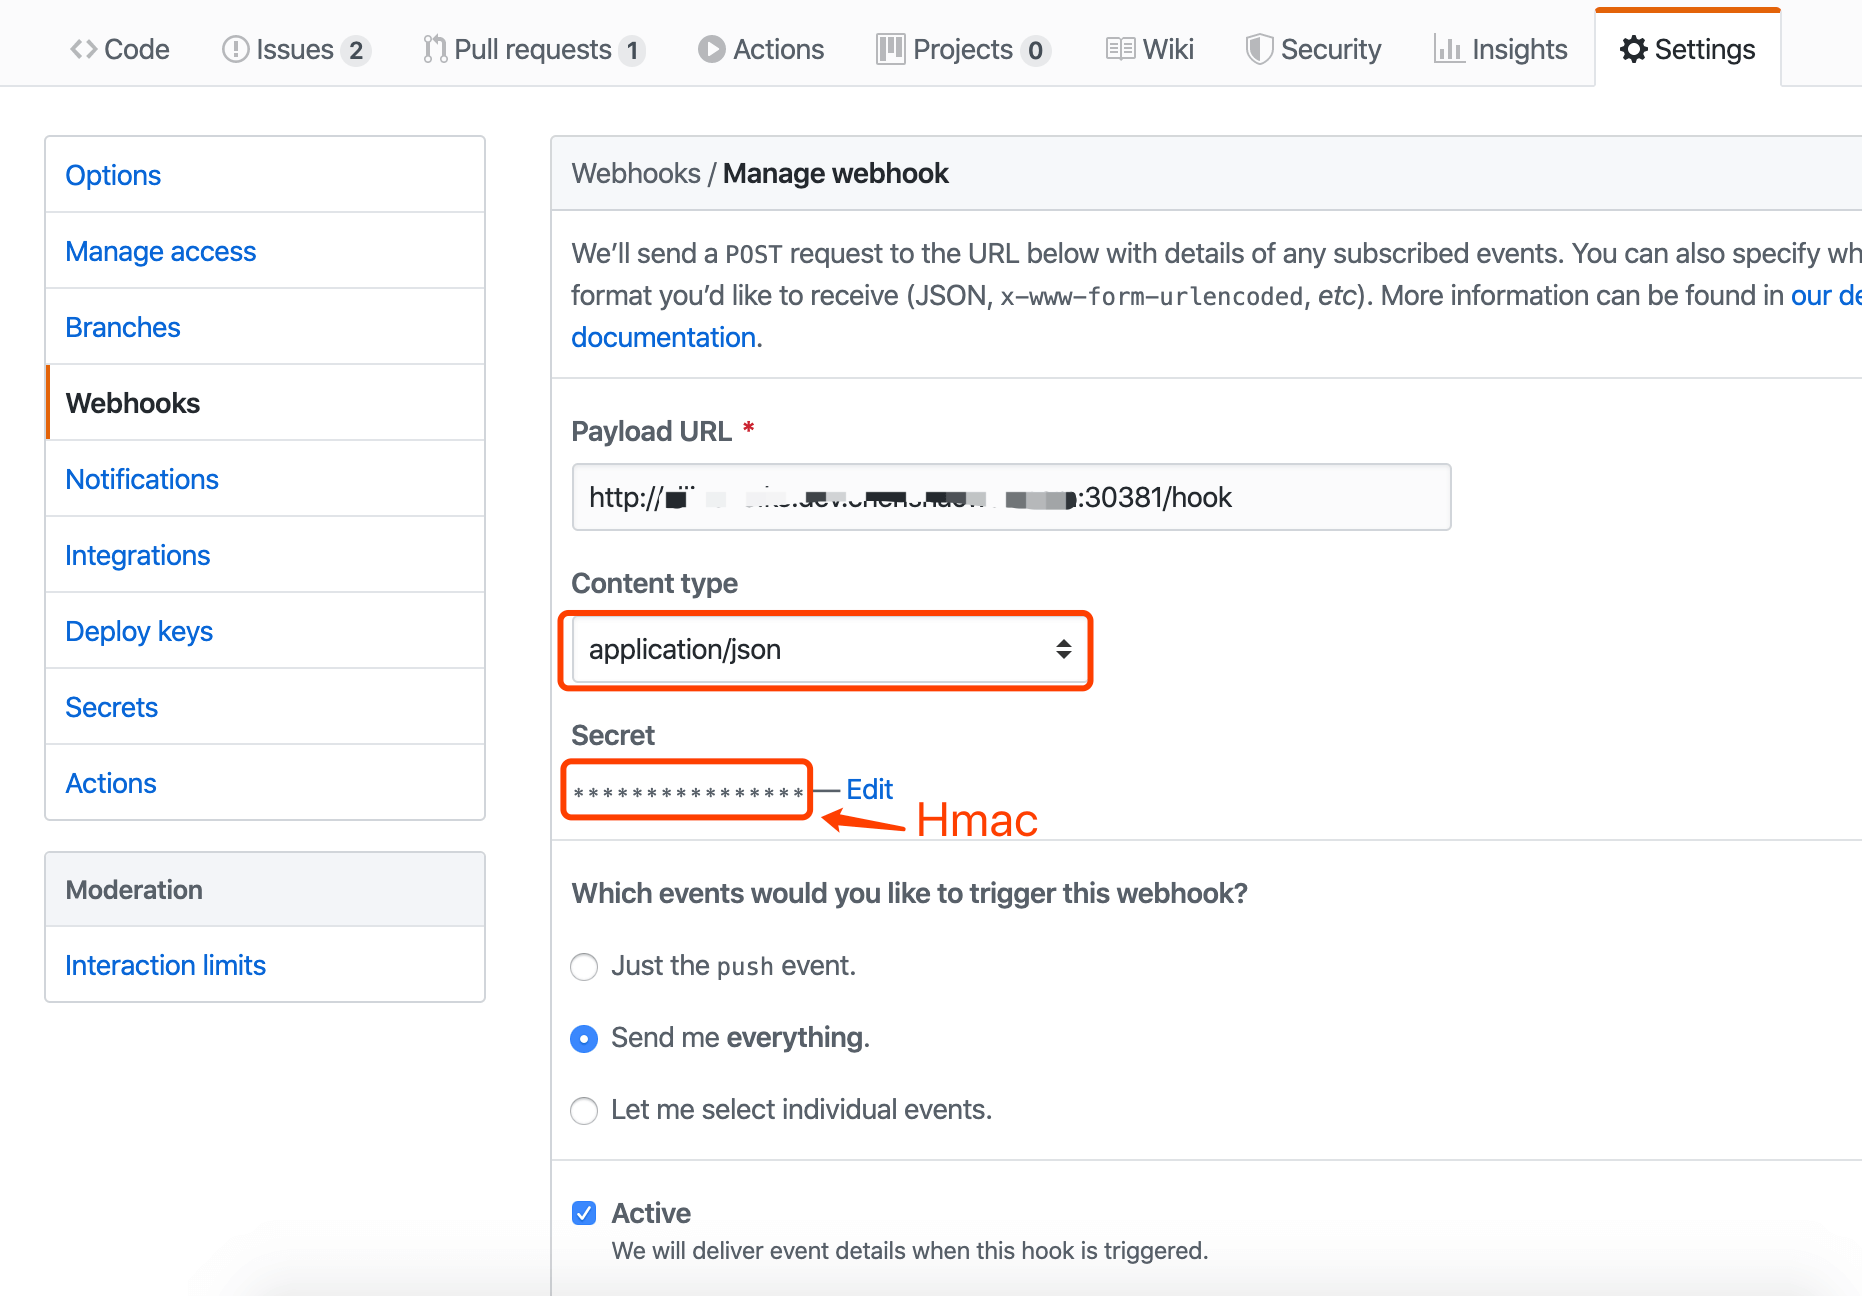 Code Issues 2 Pull requests 1 Actions Projects 0 Wiki Security Insights Settings
Options
Manage access
Branches
Webhooks
Notifications
Integrations
Deploy keys
Secrets
Actions
Moderation
Interaction limits
Webhooks / Manage webhook
We’ll send a POST request to the URL below with details of any subscribed events. You can also specify wh
format you’d like to receive (JSON, x-www-form-urlencoded, etc). More information can be found in our de
documentation.
Payload URL *
http:// :30381/hook
Content type
application/json
Secret
**************** — Edit
Hmac
Which events would you like to trigger this webhook?
Just the push event.
Send me everything.
Let me select individual events.
Active
We will deliver event details when this hook is triggered.